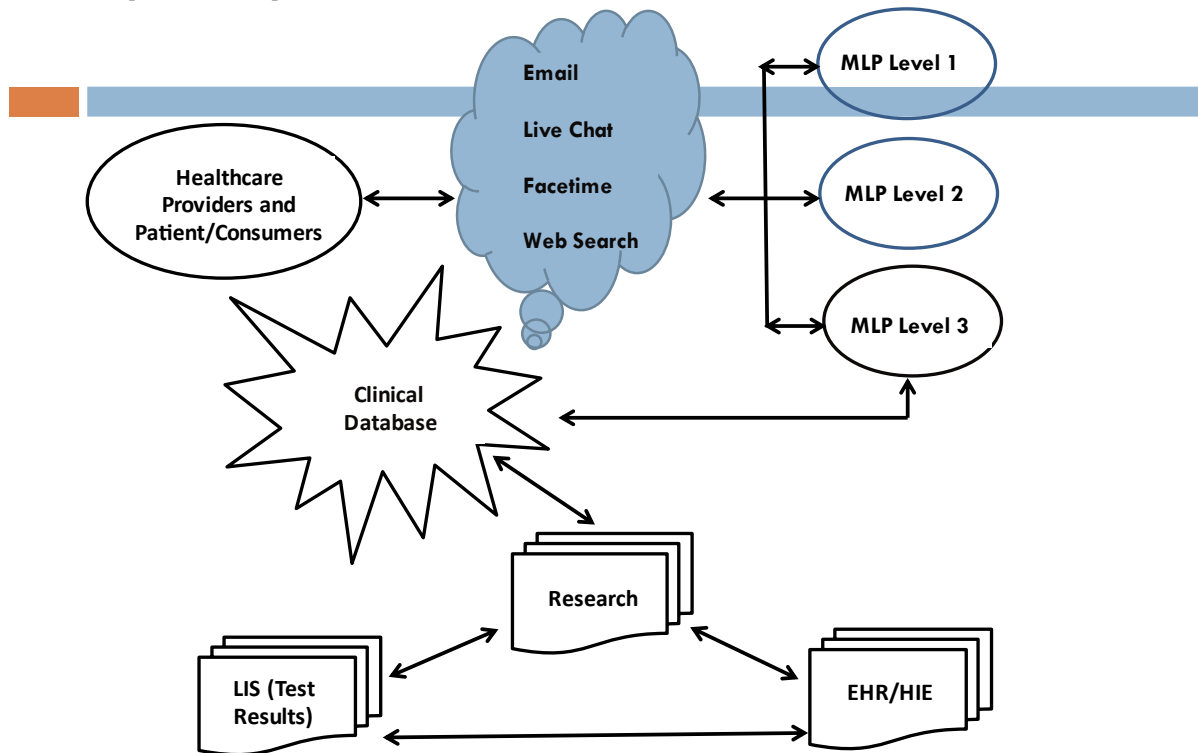 Email
Live Chat
Facetime
Web Search
Healthcare
Providers and
Patient/Consumers
MLP Level 1
MLP Level 2
MLP Level 3
Clinical
Database
Research
LIS (Test
Results)
EHR/HIE